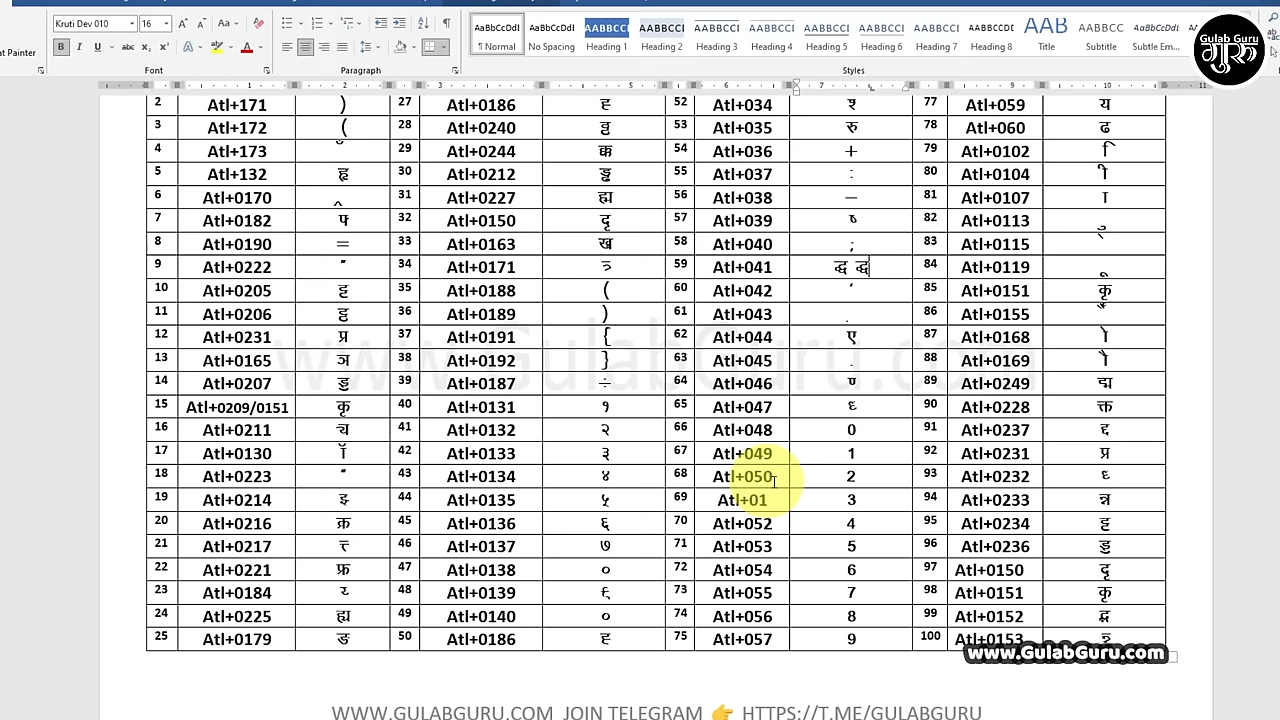 Kruti Dev 010 16 Aa
Gulab Guru
गुरु
at Painter
AaBbCcDdI AaBbCcDdI AaBbCcDdI AaBbCcDdI AaBbCcDdI AaBbCcDdI AaBbCcDdI AaBbCcDdI AaBbCcDdI AaBbCcDdI AAB AABBCC AaBbCcDdI
¶ Normal No Spacing Heading 1 Heading 2 Heading 3 Heading 4 Heading 5 Heading 6 Heading 7 Heading 8 Title Subtitle Subtle Em...
Font Paragraph Styles
2 Atl+171 ) 27 Atl+0186 ह 52 Atl+034 श् 77 Atl+059 य
3 Atl+172 ( 28 Atl+0240 53 Atl+035 रु 78 Atl+060 ढ
4 Atl+173 29 Atl+0244 क्क 54 Atl+036 + 79 Atl+0102 ि
5 Atl+132 हृ 30 Atl+0212 55 Atl+037 : 80 Atl+0104 ी
6 Atl+0170 31 Atl+0227 ह्म 56 Atl+038 – 81 Atl+0107 ा
7 Atl+0182 32 Atl+0150 दृ 57 Atl+039 ष् 82 Atl+0113 ु
8 Atl+0190 = 33 Atl+0163 ख 58 Atl+040 ; 83 Atl+0115 े
9 Atl+0222 " 34 Atl+0171 59 Atl+041 द्ध द्ध 84 Atl+0119 ू
10 Atl+0205 ट्ट 35 Atl+0188 ( 60 Atl+042 ' 85 Atl+0151 कृ
11 Atl+0206 ट्ठ 36 Atl+0189 ) 61 Atl+043 . 86 Atl+0155
12 Atl+0231 प्र 37 Atl+0191 { 62 Atl+044 ए 87 Atl+0168 ो
13 Atl+0165 ञ 38 Atl+0192 } 63 Atl+045 . 88 Atl+0169 ौ
14 Atl+0207 ड्ड 39 Atl+0187 ÷ 64 Atl+046 ण् 89 Atl+0249 द्म
15 Atl+0209/0151 कृ 40 Atl+0131 १ 65 Atl+047 ध् 90 Atl+0228 क्त
16 Atl+0211 41 Atl+0132 २ 66 Atl+048 0 91 Atl+0237 द्द
17 Atl+0130 ॉ 42 Atl+0133 ३ 67 Atl+049 1 92 Atl+0231 प्र
18 Atl+0223 " 43 Atl+0134 ४ 68 Atl+050 2 93 Atl+0232 ध्
19 Atl+0214 44 Atl+0135 ५ 69 Atl+01 3 94 Atl+0233 न्न
20 Atl+0216 क्र 45 Atl+0136 ६ 70 Atl+052 4 95 Atl+0234 ट्ट
21 Atl+0217 46 Atl+0137 ७ 71 Atl+053 5 96 Atl+0236 ड्ड
22 Atl+0221 फ्र 47 Atl+0138 ० 72 Atl+054 6 97 Atl+0150 दृ
23 Atl+0184 48 Atl+0139 ९ 73 Atl+055 7 98 Atl+0151 कृ
24 Atl+0225 ह्य 49 Atl+0140 ० 74 Atl+056 8 99 Atl+0152
25 Atl+0179 ङ 50 Atl+0186 ह 75 Atl+057 9 100 Atl+0153
www.GulabGuru.com
www.GulabGuru.com
WWW.GULABGURU.COM JOIN TELEGRAM 👉 HTTPS://T.ME/GULABGURU